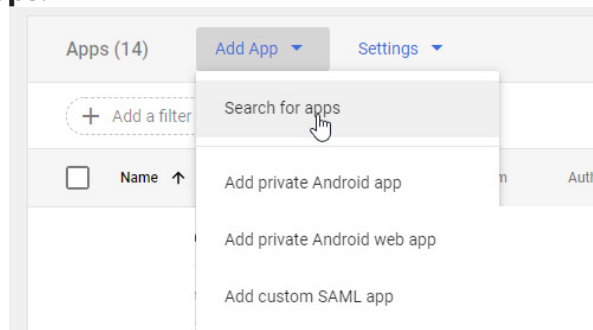 Apps (14) Add App Settings
+ Add a filter
Search for apps
Name
Add private Android app
Add private Android web app
Add custom SAML app